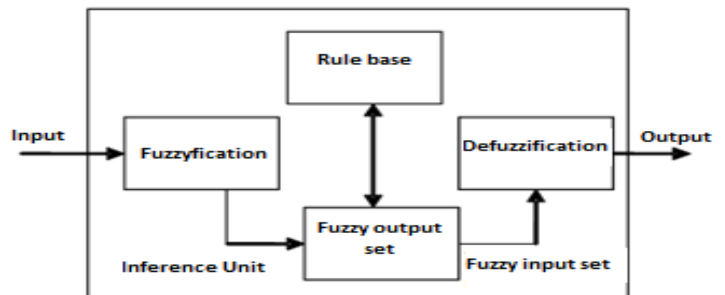 Rule base
Input
Fuzzyfication
Defuzzification
Output
Fuzzy output
set
Inference Unit
Fuzzy input set